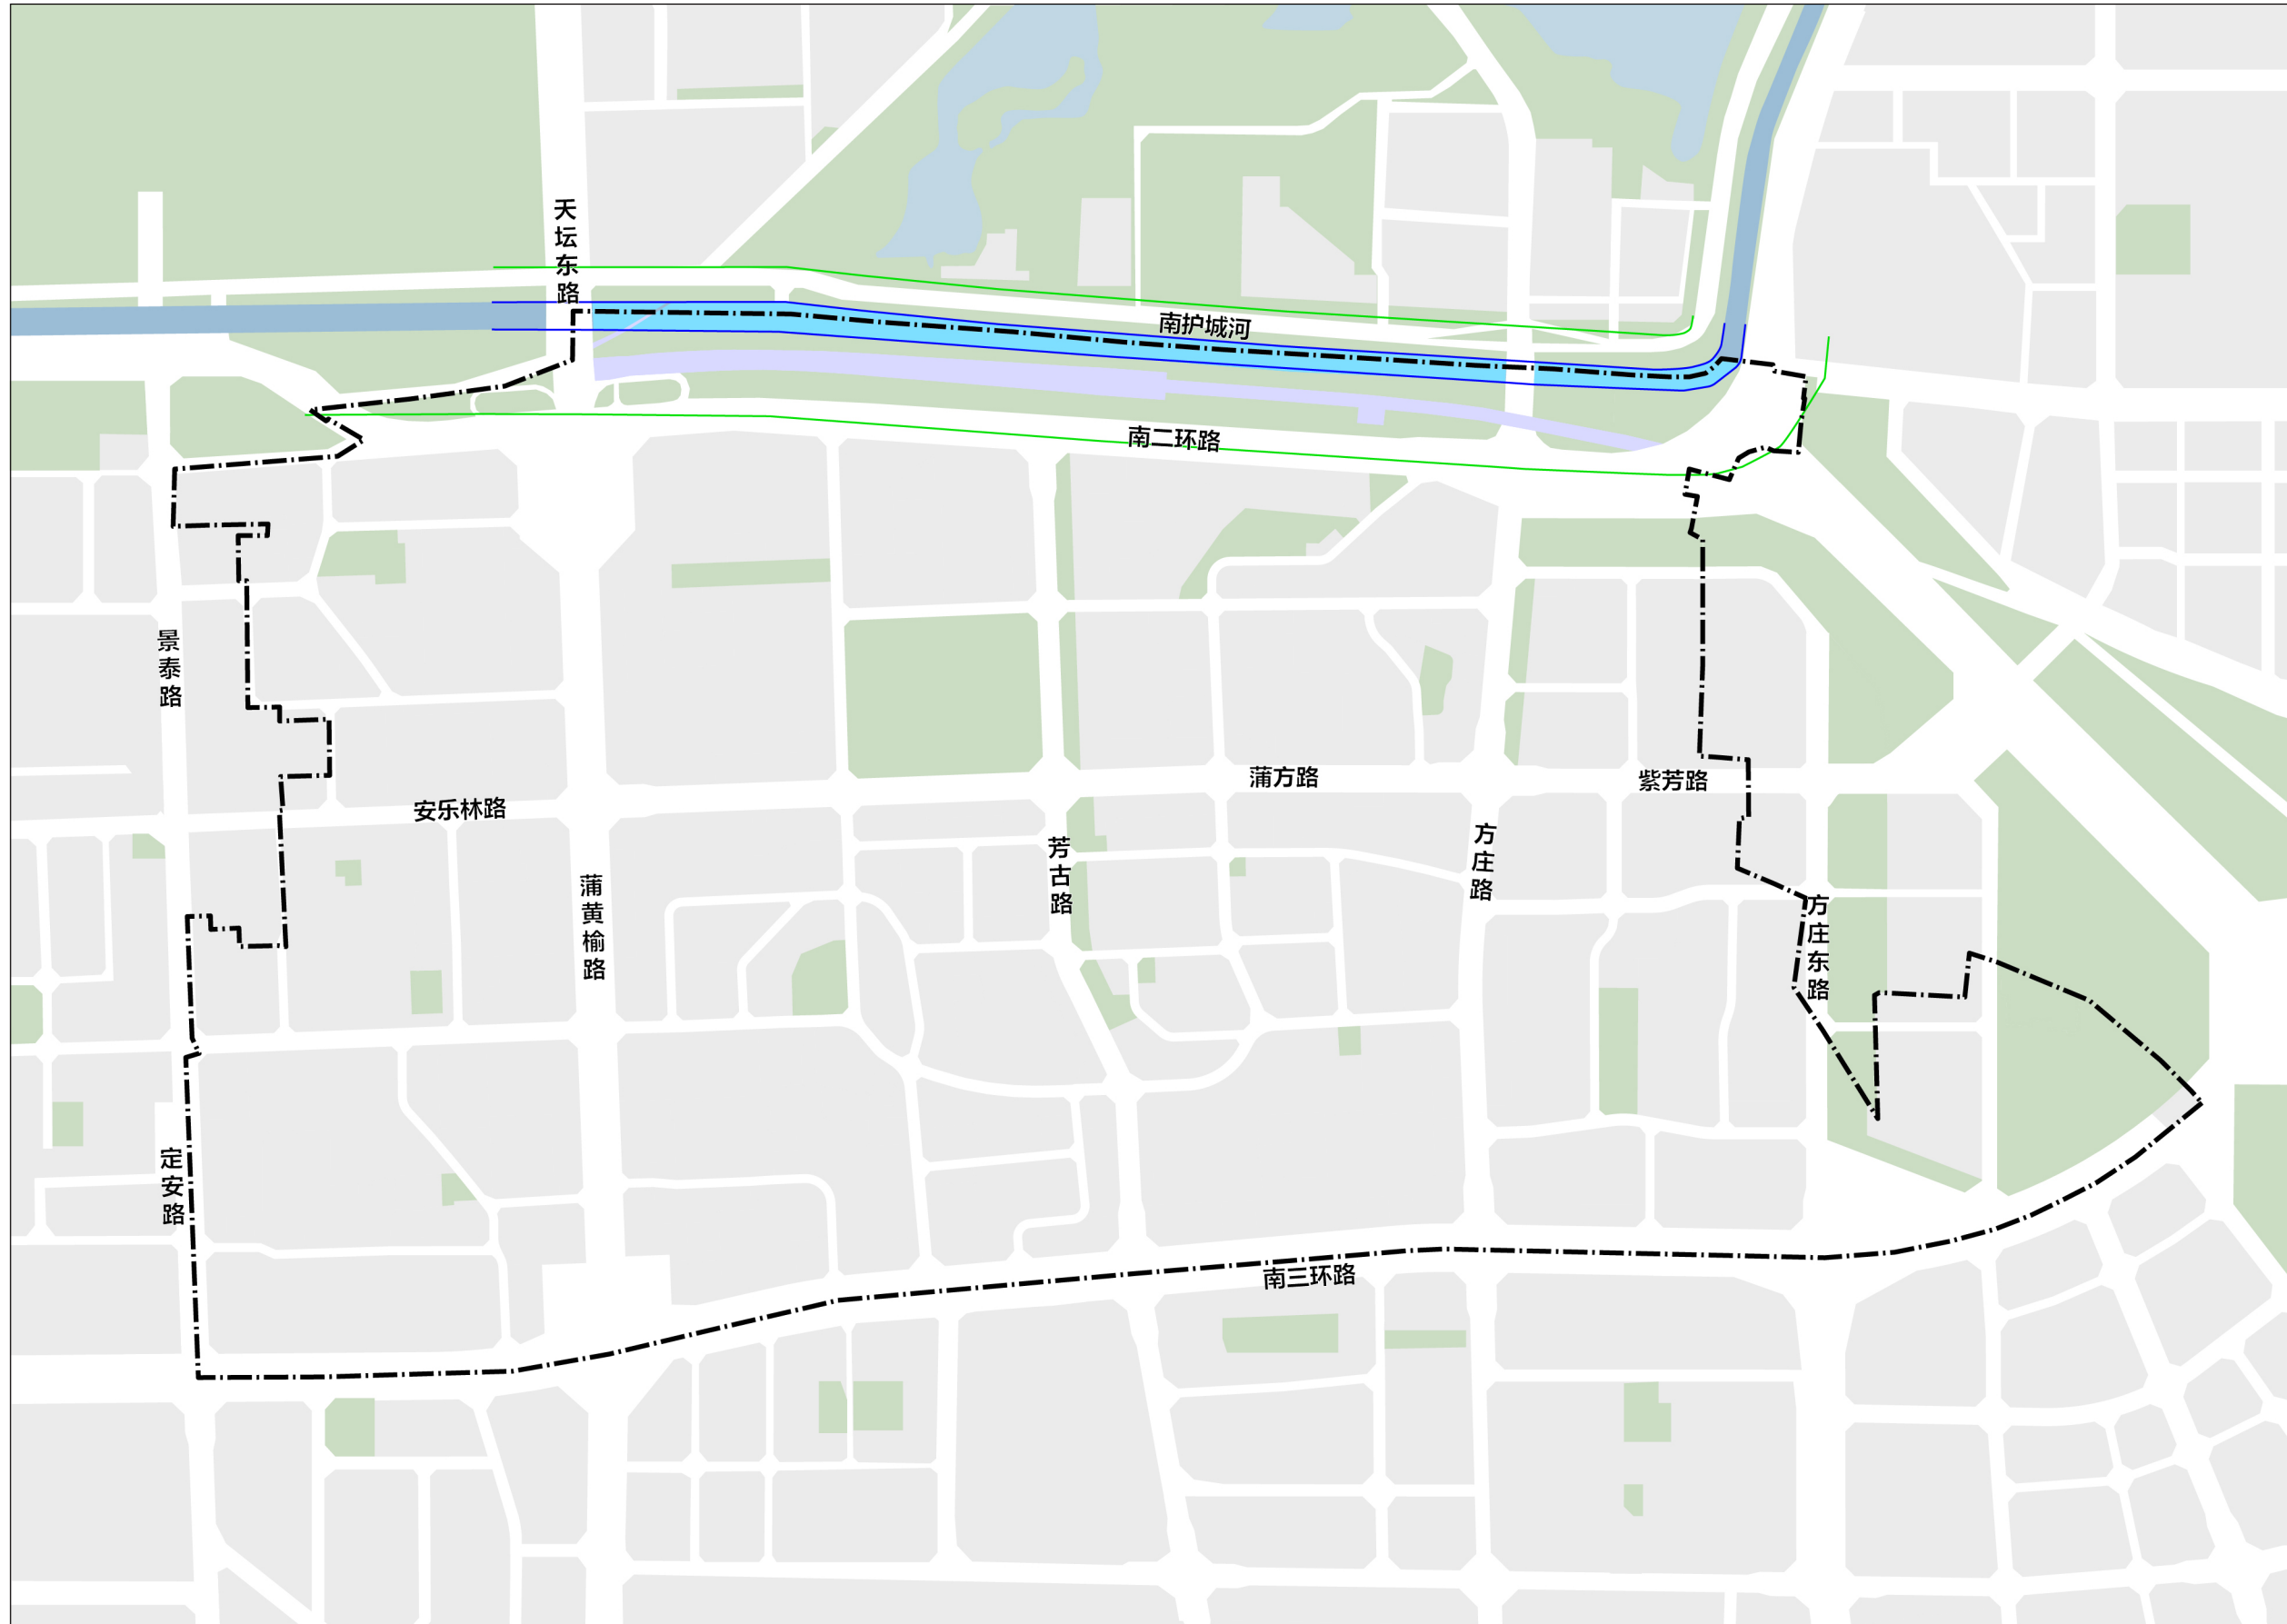 天坛东路
南护城河
南二环路
景泰路
蒲方路
紫芳路
安乐林路
芳古路
方庄路
蒲黄榆路
方庄东路
定安路
南三环路